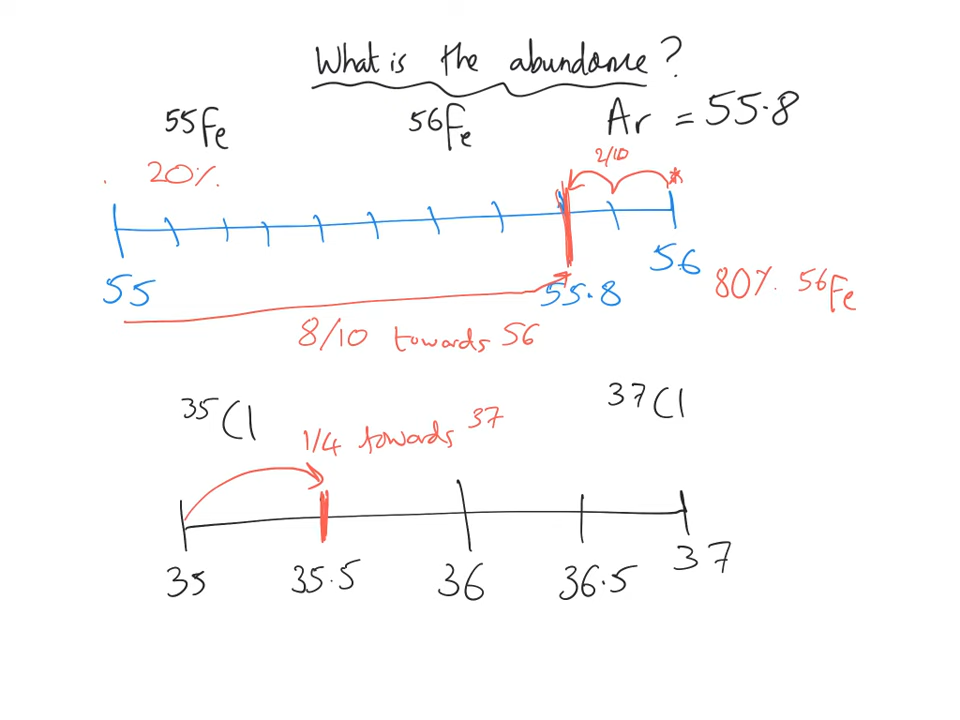 What is the abundance?
55Fe 56Fe Ar = 55.8
20% 2/10 *
55 55.8 56 80% 56Fe
8/10 towards 56
35Cl 37Cl
1/4 towards 37
35 35.5 36 36.5 37